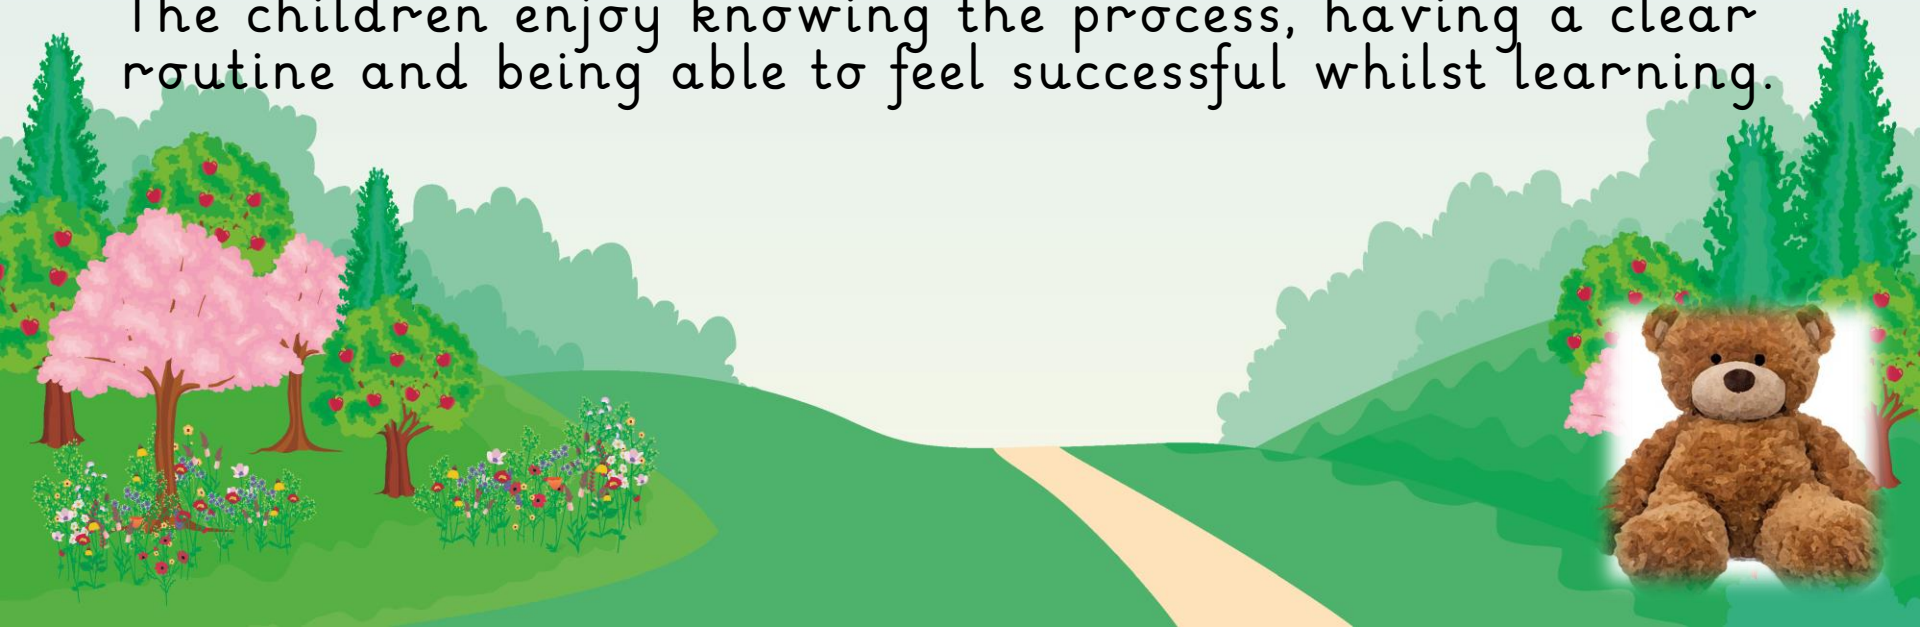 The children enjoy knowing the process, having a clear
routine and being able to feel successful whilst learning.